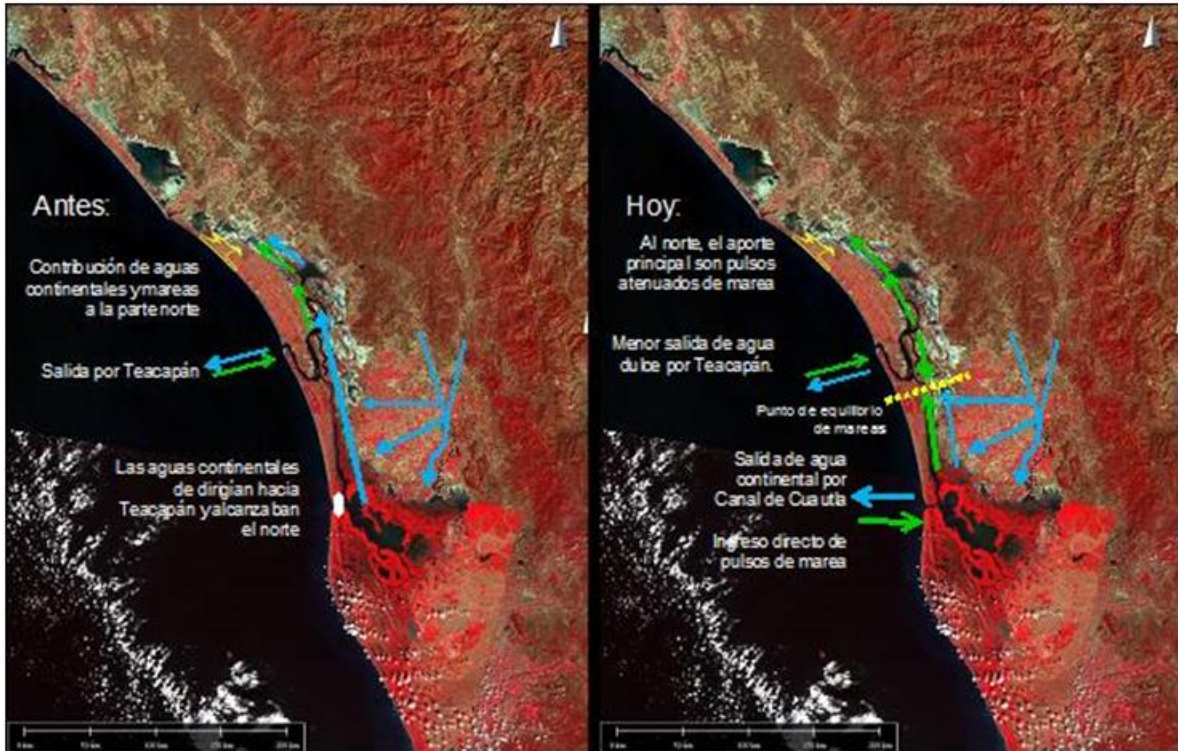 Antes:
Contribución de aguas
continentales y mareas
a la parte norte
Salida por Teacapán
Las aguas continentales
de dirigían hacia
Teacapán y alcanzaban
el norte
Hoy:
Al norte, el aporte
principal son pulsos
atenuados de marea
Menor salida de agua
dulce por Teacapán.
Punto de equilibrio
de mareas
Salida de agua
continental por
Canal de Cuautla
Ingreso directo de
pulsos de marea